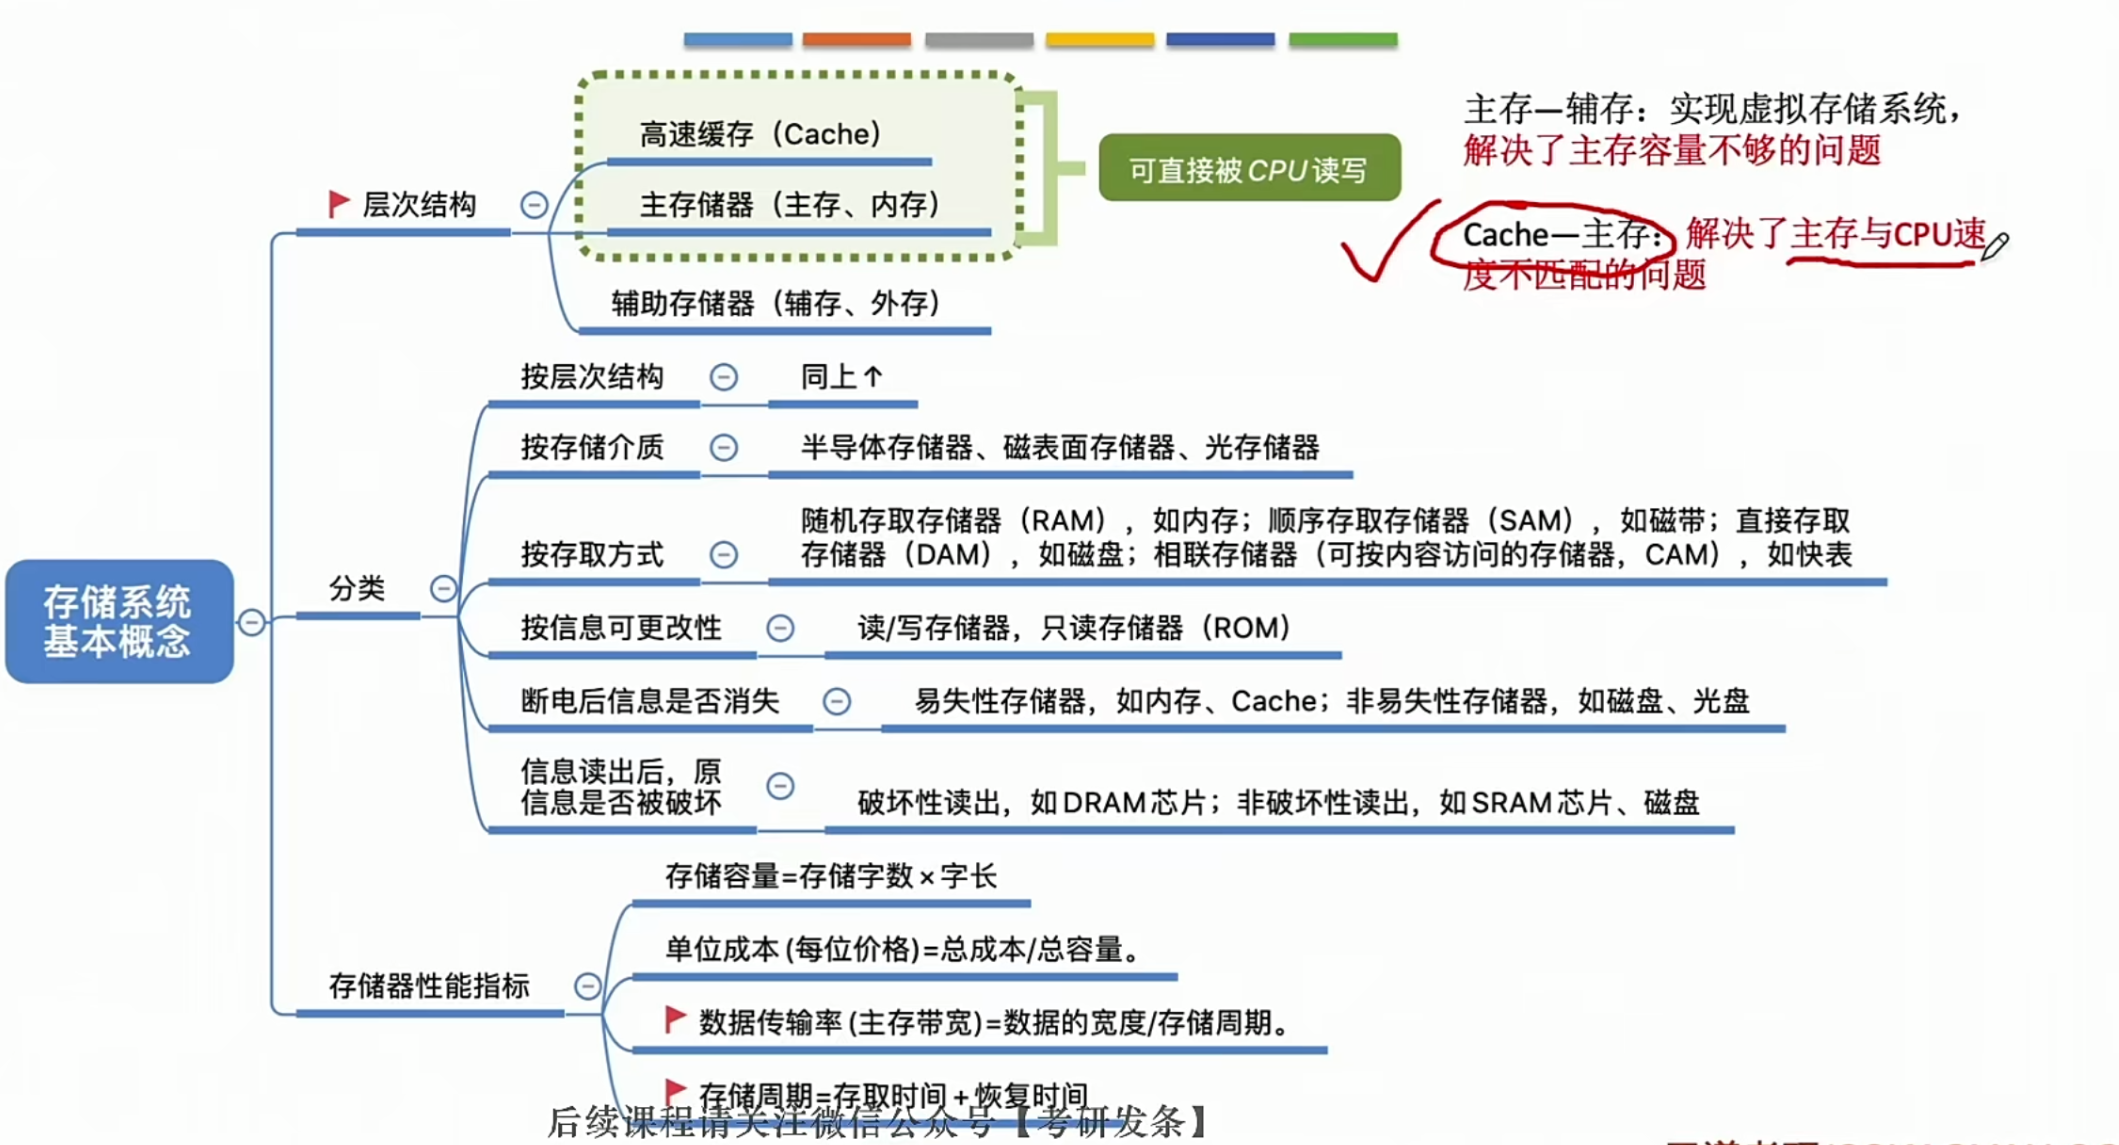 高速缓存（Cache）
主存储器（主存、内存）
辅助存储器（辅存、外存）
层次结构
可直接被CPU读写
主存—辅存：实现虚拟存储系统，
解决了主存容量不够的问题
Cache—主存：解决了主存与CPU速
度不匹配的问题
存储系统
基本概念
分类
按层次结构
同上↑
按存储介质
半导体存储器、磁表面存储器、光存储器
按存取方式
随机存取存储器（RAM），如内存；顺序存取存储器（SAM），如磁带；直接存取
存储器（DAM），如磁盘；相联存储器（可按内容访问的存储器，CAM），如快表
按信息可更改性
读/写存储器，只读存储器（ROM）
断电后信息是否消失
易失性存储器，如内存、Cache；非易失性存储器，如磁盘、光盘
信息读出后，原
信息是否被破坏
破坏性读出，如DRAM芯片；非破坏性读出，如SRAM芯片、磁盘
存储器性能指标
存储容量=存储字数×字长
单位成本(每位价格)=总成本/总容量。
数据传输率(主存带宽)=数据的宽度/存储周期。
存储周期=存取时间+恢复时间
后续课程请关注微信公众号【考研发条】